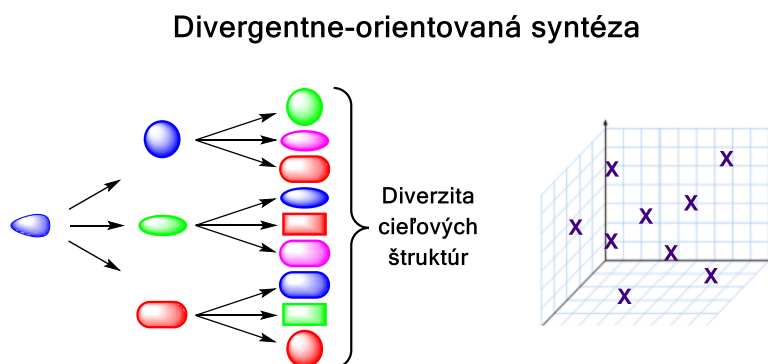 Divergentne-orientovaná syntéza
Diverzita
cieľových
štruktúr
X
X
X
X
X
X
X
X
X